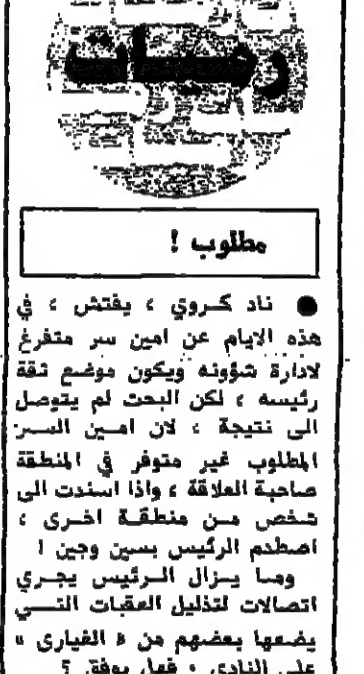 رميات
مطلوب !
● ناد كروي ، يفتش ، في
هذه الايام عن امين سر متفرغ
لادارة شؤونه ويكون موضع ثقة
رئيسه ، لكن البحث لم يتوصل
الى نتيجة ، لان امين السر
المطلوب غير متوفر في المنطقة
صاحبة العلاقة ، واذا اسندت الى
شخص من منطقة اخرى ،
اصطدم الرئيس بسين وجين !
وما يزال الرئيس يجري
اتصالات لتذليل العقبات التي
يضعها بعضهم من « الغيارى »
على النادي ، فهل يوفق ؟